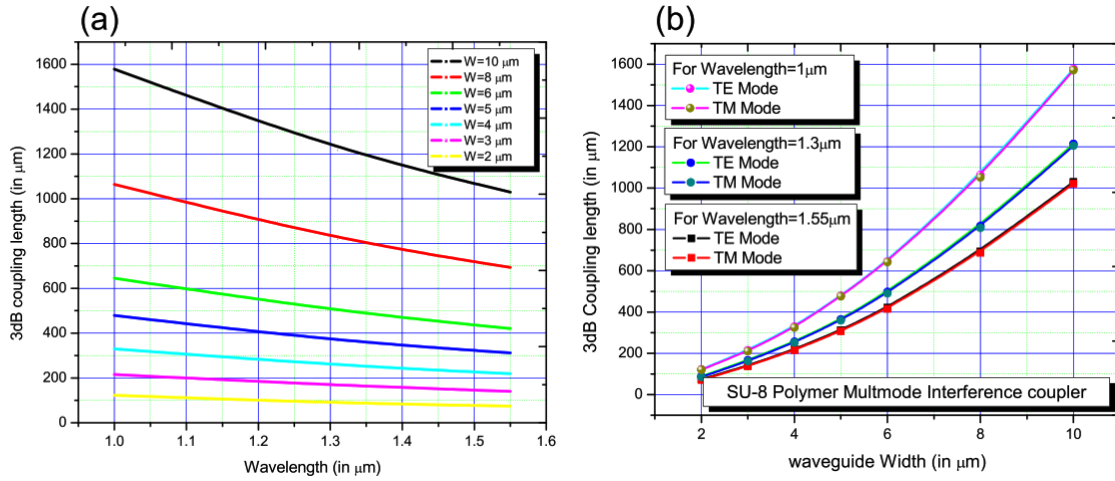 (a)
3dB coupling length (in μm)
1600
1400
1200
1000
800
600
400
200
0
W=10 μm
W=8 μm
W=6 μm
W=5 μm
W=4 μm
W=3 μm
W=2 μm
1.0 1.1 1.2 1.3 1.4 1.5 1.6
Wavelength (in μm)
(b)
3dB Coupling length (in μm)
1600
1400
1200
1000
800
600
400
200
0
For Wavelength=1μm
TE Mode
TM Mode
For Wavelength=1.3μm
TE Mode
TM Mode
For Wavelength=1.55μm
TE Mode
TM Mode
SU-8 Polymer Multmode Interference coupler
2 4 6 8 10
waveguide Width (in μm)